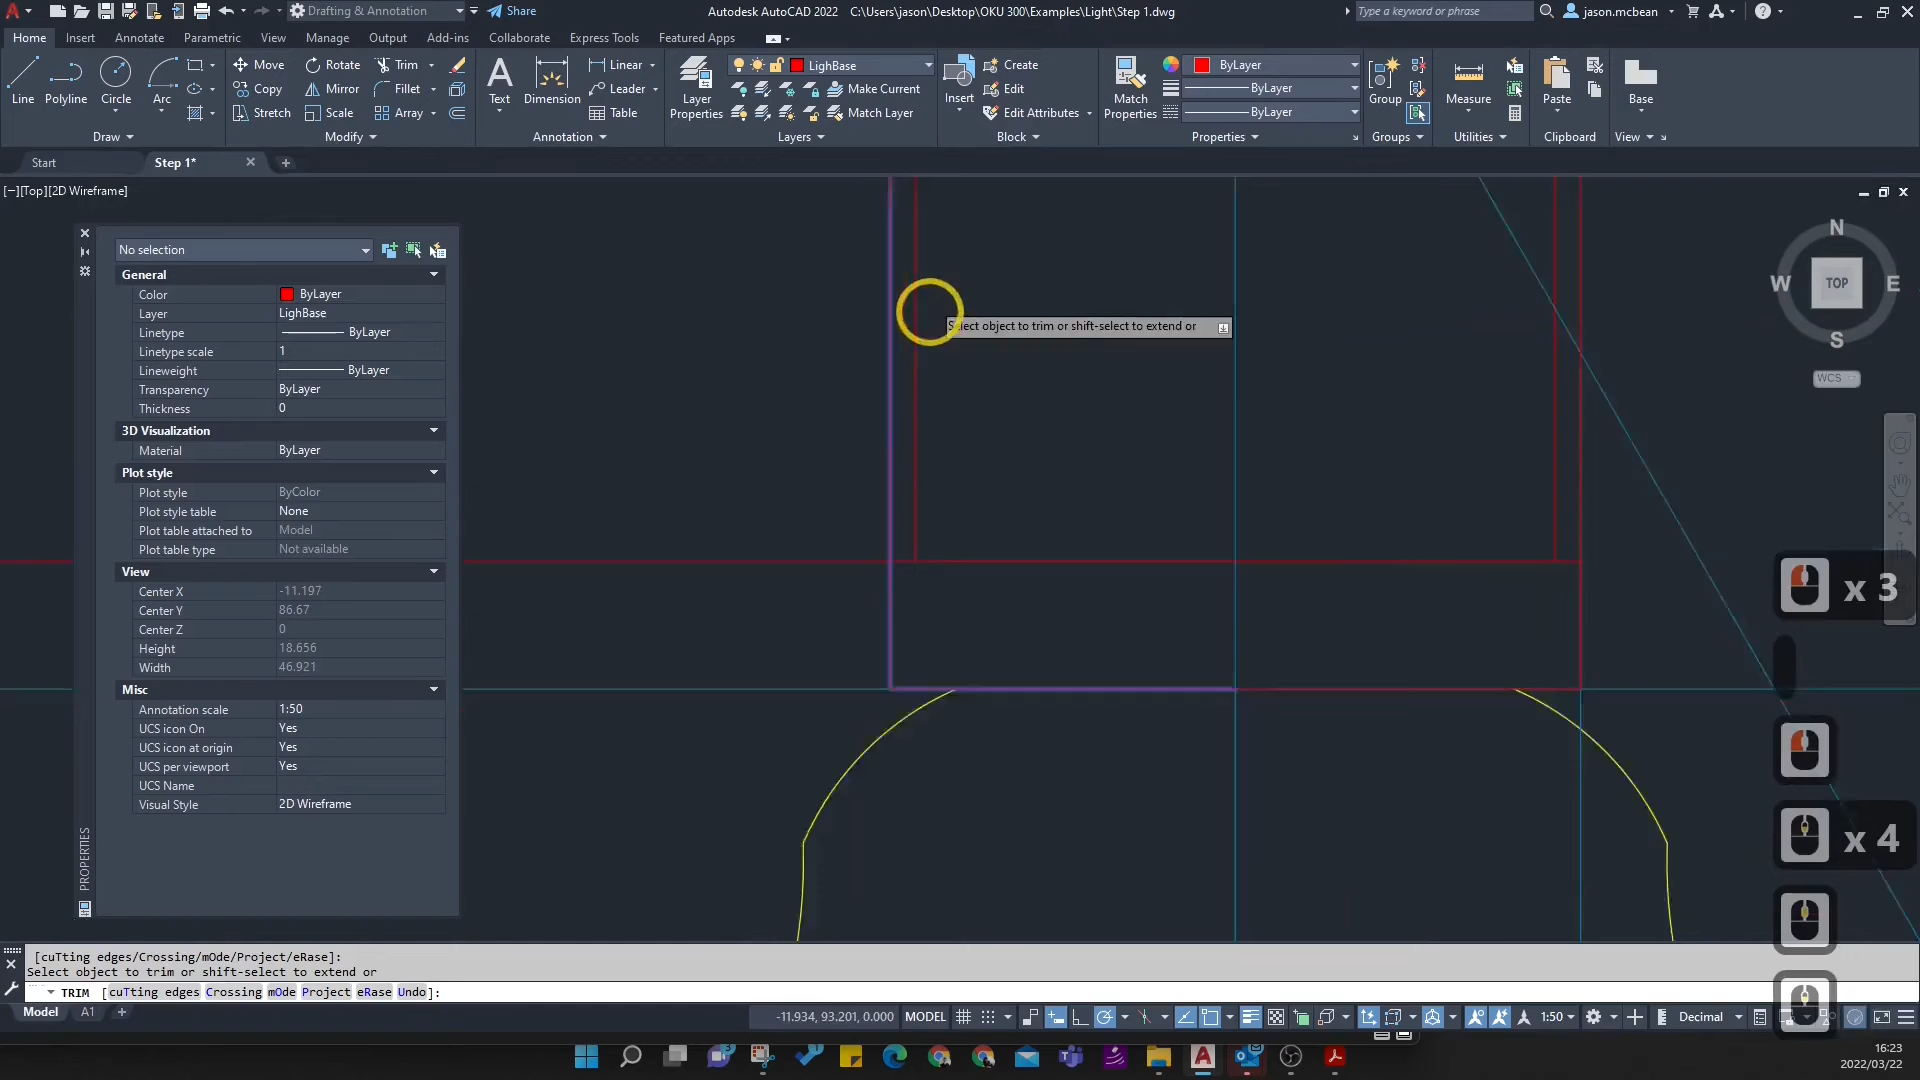 Drafting & Annotation
Share
Autodesk AutoCAD 2022 C:\Users\jason\Desktop\OKU 300\Examples\Light\Step 1.dwg
Type a keyword or phrase
jason.mcbean
Home Insert Annotate Parametric View Manage Output Add-ins Collaborate Express Tools Featured Apps
Line Polyline Circle Arc
Move Rotate Trim
Copy Mirror Fillet
Stretch Scale Array
Text Dimension
Linear
Leader
Table
Layer Properties
LighBase
Make Current
Match Layer
Insert
Create
Edit
Edit Attributes
Match Properties
ByLayer
ByLayer
ByLayer
Group
Measure
Paste
Base
Draw Modify Annotation Layers Block Properties Groups Utilities Clipboard View
Start Step 1*
[−][Top][2D Wireframe]
No selection
General
Color ByLayer
Layer LighBase
Linetype ByLayer
Linetype scale 1
Lineweight ByLayer
Transparency ByLayer
Thickness 0
3D Visualization
Material ByLayer
Plot style
Plot style ByColor
Plot style table None
Plot table attached to Model
Plot table type Not available
View
Center X -11.197
Center Y 86.67
Center Z 0
Height 18.656
Width 46.921
Misc
Annotation scale 1:50
UCS icon On Yes
UCS icon at origin Yes
UCS per viewport Yes
UCS Name
Visual Style 2D Wireframe
PROPERTIES
Select object to trim or shift-select to extend or
N
W TOP E
S
WCS
x 3
x 4
[cuTting edges/Crossing/mOde/Project/eRase]:
Select object to trim or shift-select to extend or
TRIM [cuTting edges Crossing mOde Project eRase Undo]:
Model A1
-11.934, 93.201, 0.000 MODEL
1:50
Decimal
16:23
2022/03/22